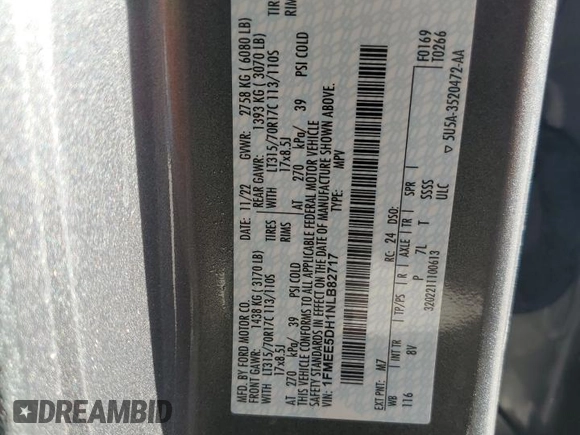 MFD. BY FORD MOTOR CO.
DATE: 11/22 GVWR: 2758 KG ( 6080 LB)
FRONT GAWR: 1438 KG ( 3170 LB) REAR GAWR: 1393 KG ( 3070 LB)
WITH LT315/70R17C 113/110S TIRES WITH LT315/70R17C 113/110S TIRES
17x8.5J RIMS 17x8.5J RIMS
AT 270 kPa/ 39 PSI COLD AT 270 kPa/ 39 PSI COLD
THIS VEHICLE CONFORMS TO ALL APPLICABLE FEDERAL MOTOR VEHICLE
SAFETY STANDARDS IN EFFECT ON THE DATE OF MANUFACTURE SHOWN ABOVE.
VIN: 1FMEE5DH1NLB82717 TYPE: MPV
F0169
T0266
EXT PNT: M7 RC: 24 DSO:
WB INT TR TP/PS R AXLE TR SPR
116 8V P 7L T SSSS
ULC
3202211100613
5U5A-3520472-AA
1DREAMBID